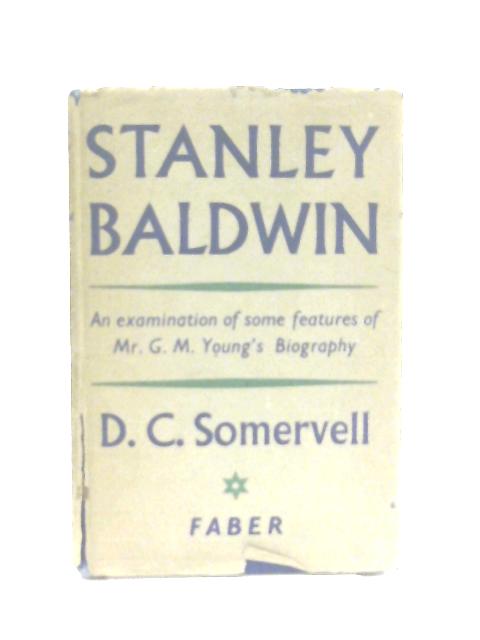 STANLEY
BALDWIN
An examination of some features of
Mr. G. M. Young's Biography
D. C. Somervell
FABER